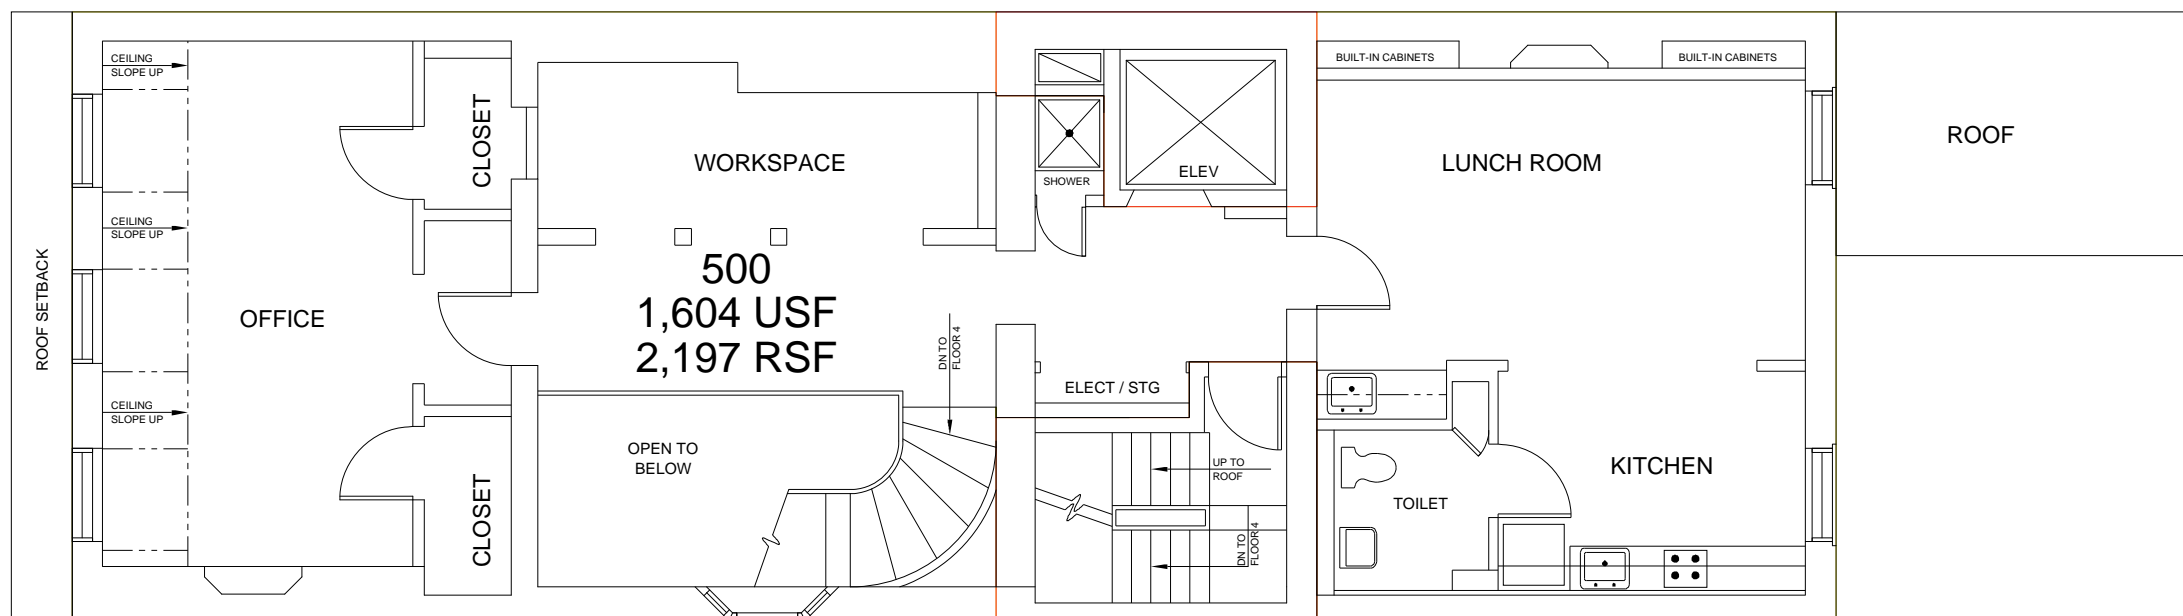 CEILING
SLOPE UP
CEILING
SLOPE UP
CEILING
SLOPE UP
ROOF SETBACK
OFFICE
CLOSET
CLOSET
WORKSPACE
500
1,604 USF
2,197 RSF
DN TO
FLOOR 4
OPEN TO
BELOW
SHOWER
ELEV
ELECT / STG
UP TO
ROOF
DN TO
FLOOR 4
BUILT-IN CABINETS
BUILT-IN CABINETS
LUNCH ROOM
KITCHEN
TOILET
ROOF